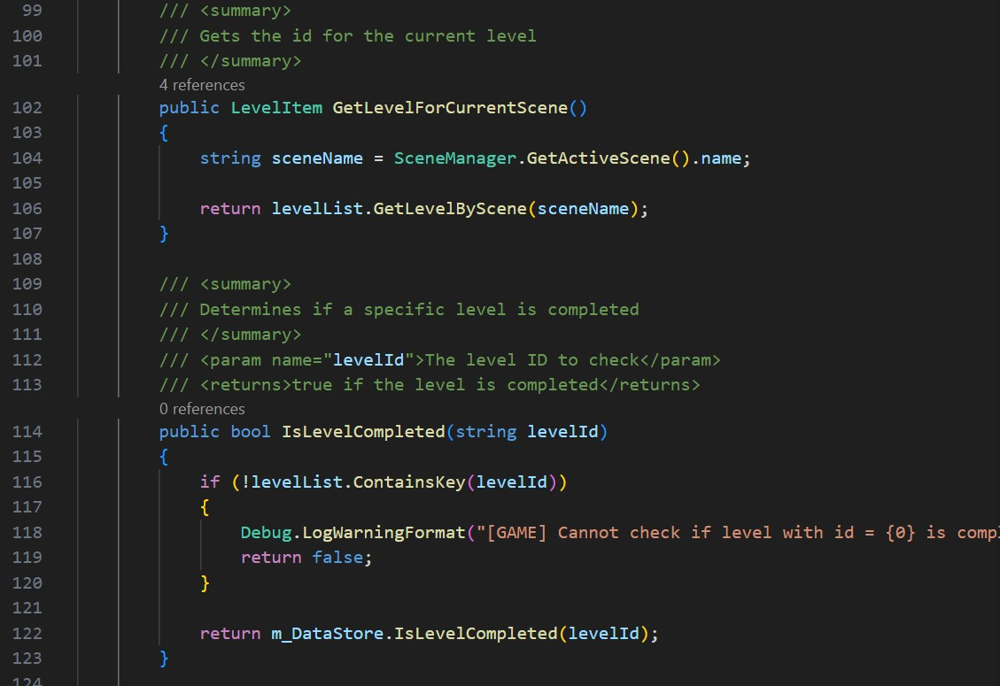 99 /// <summary>
100 /// Gets the id for the current level
101 /// </summary>
4 references
102 public LevelItem GetLevelForCurrentScene()
103 {
104 string sceneName = SceneManager.GetActiveScene().name;
105
106 return levelList.GetLevelByScene(sceneName);
107 }
108
109 /// <summary>
110 /// Determines if a specific level is completed
111 /// </summary>
112 /// <param name="levelId">The level ID to check</param>
113 /// <returns>true if the level is completed</returns>
0 references
114 public bool IsLevelCompleted(string levelId)
115 {
116 if (!levelList.ContainsKey(levelId))
117 {
118 Debug.LogWarningFormat("[GAME] Cannot check if level with id = {0} is comp
119 return false;
120 }
121
122 return m_DataStore.IsLevelCompleted(levelId);
123 }
124